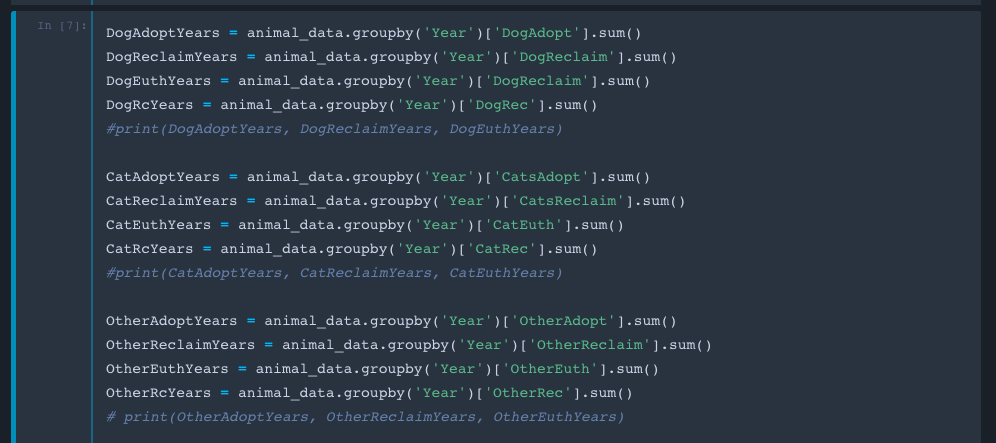 In [7]:
DogAdoptYears = animal_data.groupby('Year')['DogAdopt'].sum()
DogReclaimYears = animal_data.groupby('Year')['DogReclaim'].sum()
DogEuthYears = animal_data.groupby('Year')['DogReclaim'].sum()
DogRcYears = animal_data.groupby('Year')['DogRec'].sum()
#print(DogAdoptYears, DogReclaimYears, DogEuthYears)
CatAdoptYears = animal_data.groupby('Year')['CatsAdopt'].sum()
CatReclaimYears = animal_data.groupby('Year')['CatsReclaim'].sum()
CatEuthYears = animal_data.groupby('Year')['CatEuth'].sum()
CatRcYears = animal_data.groupby('Year')['CatRec'].sum()
#print(CatAdoptYears, CatReclaimYears, CatEuthYears)
OtherAdoptYears = animal_data.groupby('Year')['OtherAdopt'].sum()
OtherReclaimYears = animal_data.groupby('Year')['OtherReclaim'].sum()
OtherEuthYears = animal_data.groupby('Year')['OtherEuth'].sum()
OtherRcYears = animal_data.groupby('Year')['OtherRec'].sum()
# print(OtherAdoptYears, OtherReclaimYears, OtherEuthYears)